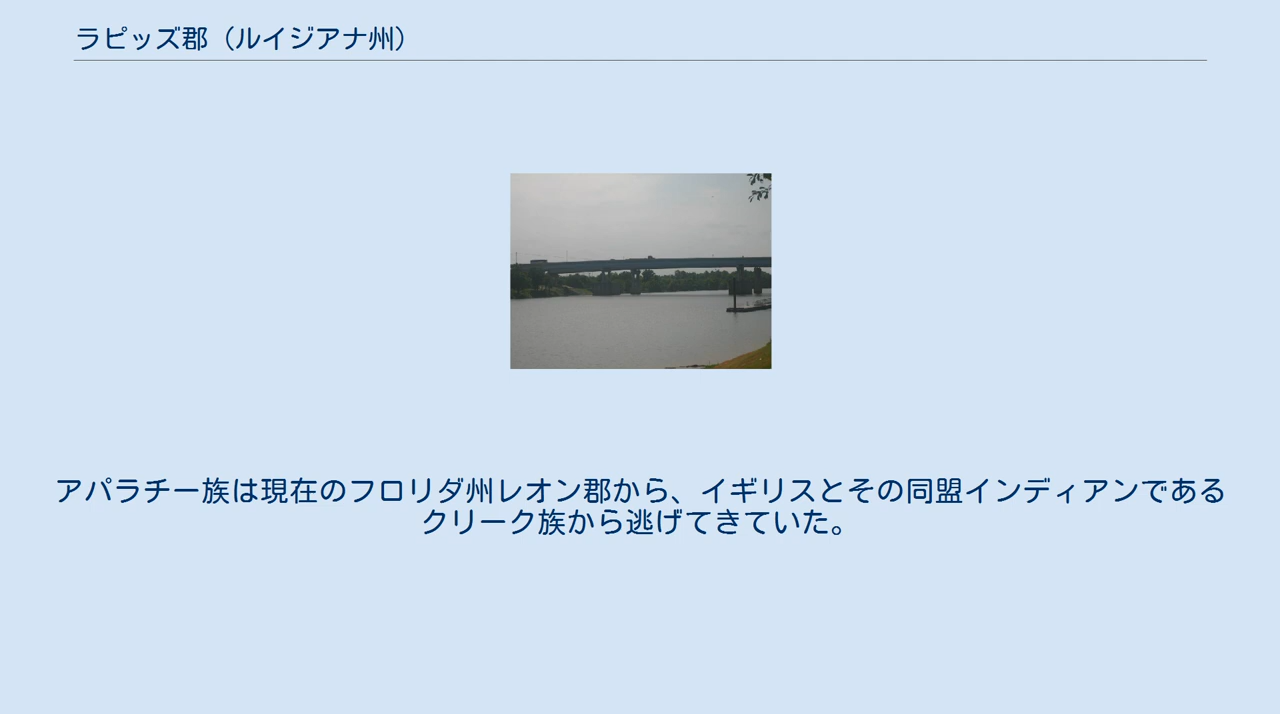 ラピッズ郡（ルイジアナ州）
アパラチー族は現在のフロリダ州レオン郡から、イギリスとその同盟インディアンである
クリーク族から逃げてきていた。